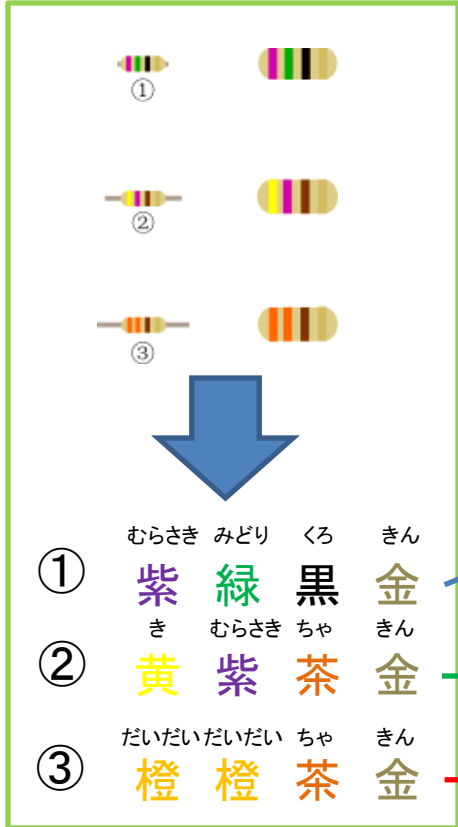 ①
②
③
むらさき みどり くろ きん
① 紫 緑 黒 金
き むらさき ちゃ きん
② 黄 紫 茶 金
だいだい だいだい ちゃ きん
③ 橙 橙 茶 金